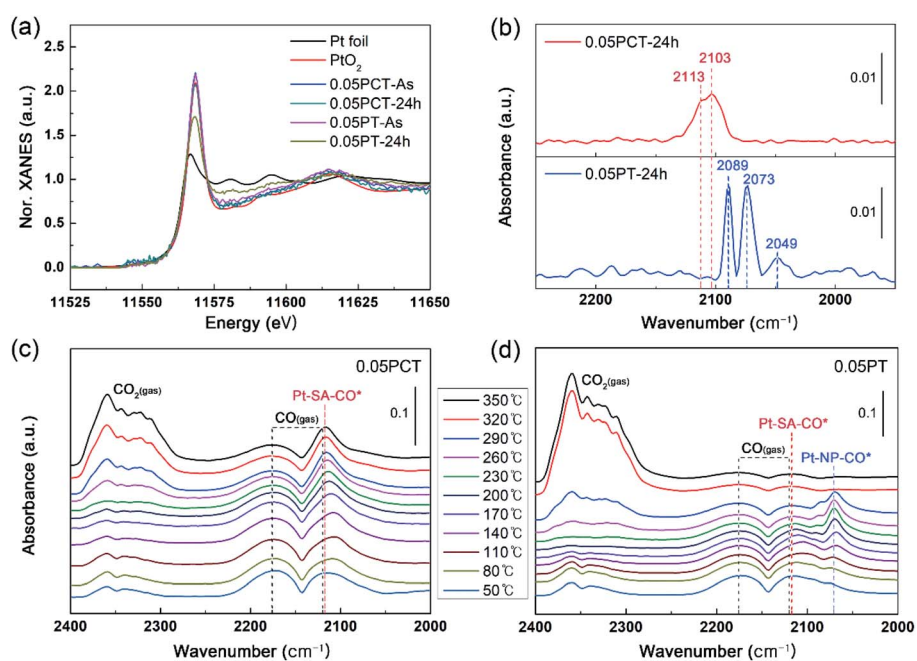 (a)
2.5
2.0
1.5
1.0
0.5
0.0
Nor. XANES (a.u.)
Pt foil
PtO₂
0.05PCT-As
0.05PCT-24h
0.05PT-As
0.05PT-24h
11525 11550 11575 11600 11625 11650
Energy (eV)
(b)
0.05PCT-24h
2103
2113
0.01
0.05PT-24h
2089
2073
2049
0.01
Absorbance (a.u.)
2200 2100 2000
Wavenumber (cm⁻¹)
(c)
0.05PCT
CO₂(gas)
Pt-SA-CO*
CO(gas)
0.1
Absorbance (a.u.)
2400 2300 2200 2100 2000
Wavenumber (cm⁻¹)
350℃
320℃
290℃
260℃
230℃
200℃
170℃
140℃
110℃
80℃
50℃
(d)
0.05PT
CO₂(gas)
Pt-SA-CO*
CO(gas)
Pt-NP-CO*
0.1
2400 2300 2200 2100 2000
Wavenumber (cm⁻¹)